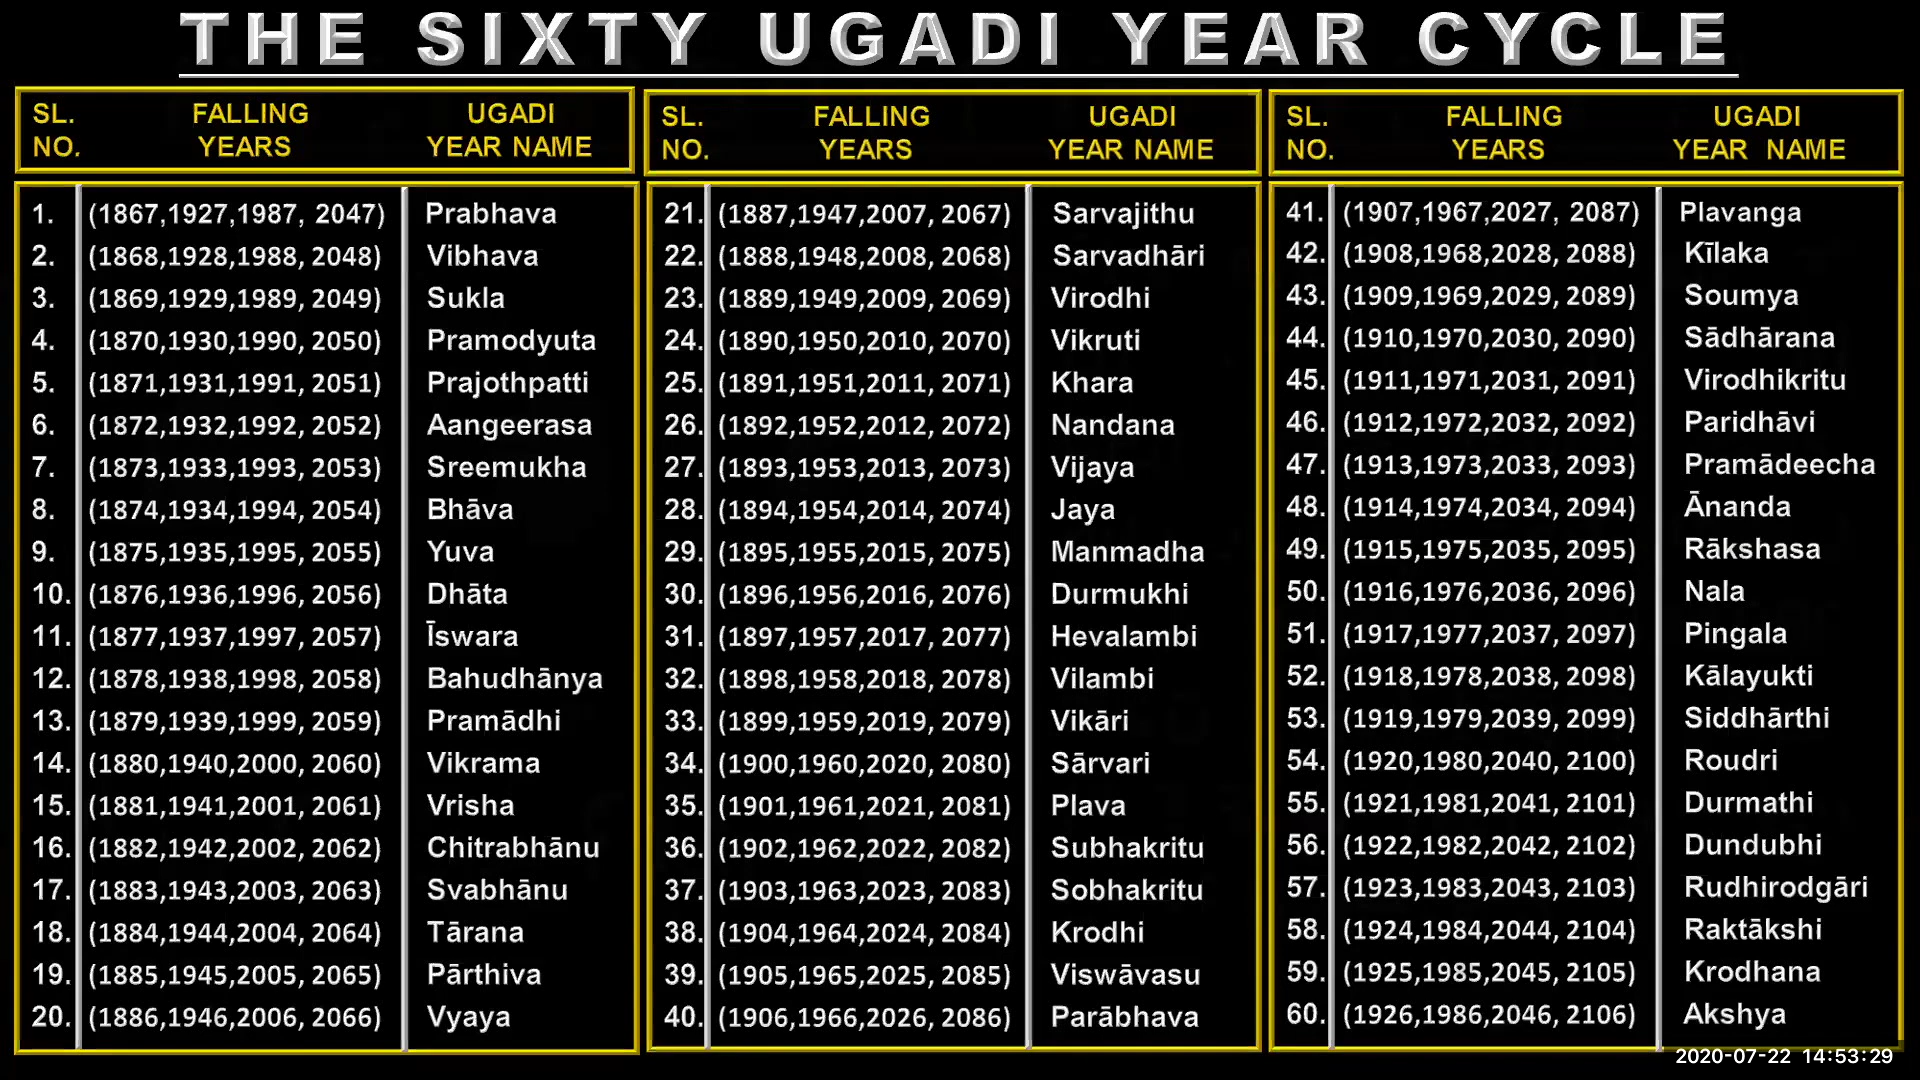 THE SIXTY UGADI YEAR CYCLE
SL. NO. FALLING YEARS UGADI YEAR NAME
1. (1867,1927,1987, 2047) Prabhava
2. (1868,1928,1988, 2048) Vibhava
3. (1869,1929,1989, 2049) Sukla
4. (1870,1930,1990, 2050) Pramodyuta
5. (1871,1931,1991, 2051) Prajothpatti
6. (1872,1932,1992, 2052) Aangeerasa
7. (1873,1933,1993, 2053) Sreemukha
8. (1874,1934,1994, 2054) Bhāva
9. (1875,1935,1995, 2055) Yuva
10. (1876,1936,1996, 2056) Dhāta
11. (1877,1937,1997, 2057) Īswara
12. (1878,1938,1998, 2058) Bahudhānya
13. (1879,1939,1999, 2059) Pramādhi
14. (1880,1940,2000, 2060) Vikrama
15. (1881,1941,2001, 2061) Vrisha
16. (1882,1942,2002, 2062) Chitrabhānu
17. (1883,1943,2003, 2063) Svabhānu
18. (1884,1944,2004, 2064) Tārana
19. (1885,1945,2005, 2065) Pārthiva
20. (1886,1946,2006, 2066) Vyaya
SL. NO. FALLING YEARS UGADI YEAR NAME
21. (1887,1947,2007, 2067) Sarvajithu
22. (1888,1948,2008, 2068) Sarvadhāri
23. (1889,1949,2009, 2069) Virodhi
24. (1890,1950,2010, 2070) Vikruti
25. (1891,1951,2011, 2071) Khara
26. (1892,1952,2012, 2072) Nandana
27. (1893,1953,2013, 2073) Vijaya
28. (1894,1954,2014, 2074) Jaya
29. (1895,1955,2015, 2075) Manmadha
30. (1896,1956,2016, 2076) Durmukhi
31. (1897,1957,2017, 2077) Hevalambi
32. (1898,1958,2018, 2078) Vilambi
33. (1899,1959,2019, 2079) Vikāri
34. (1900,1960,2020, 2080) Sārvari
35. (1901,1961,2021, 2081) Plava
36. (1902,1962,2022, 2082) Subhakritu
37. (1903,1963,2023, 2083) Sobhakritu
38. (1904,1964,2024, 2084) Krodhi
39. (1905,1965,2025, 2085) Viswāvasu
40. (1906,1966,2026, 2086) Parābhava
SL. NO. FALLING YEARS UGADI YEAR NAME
41. (1907,1967,2027, 2087) Plavanga
42. (1908,1968,2028, 2088) Kīlaka
43. (1909,1969,2029, 2089) Soumya
44. (1910,1970,2030, 2090) Sādhārana
45. (1911,1971,2031, 2091) Virodhikritu
46. (1912,1972,2032, 2092) Paridhāvi
47. (1913,1973,2033, 2093) Pramādeecha
48. (1914,1974,2034, 2094) Ānanda
49. (1915,1975,2035, 2095) Rākshasa
50. (1916,1976,2036, 2096) Nala
51. (1917,1977,2037, 2097) Pingala
52. (1918,1978,2038, 2098) Kālayukti
53. (1919,1979,2039, 2099) Siddhārthi
54. (1920,1980,2040, 2100) Roudri
55. (1921,1981,2041, 2101) Durmathi
56. (1922,1982,2042, 2102) Dundubhi
57. (1923,1983,2043, 2103) Rudhirodgāri
58. (1924,1984,2044, 2104) Raktākshi
59. (1925,1985,2045, 2105) Krodhana
60. (1926,1986,2046, 2106) Akshya
2020-07-22 14:53:29